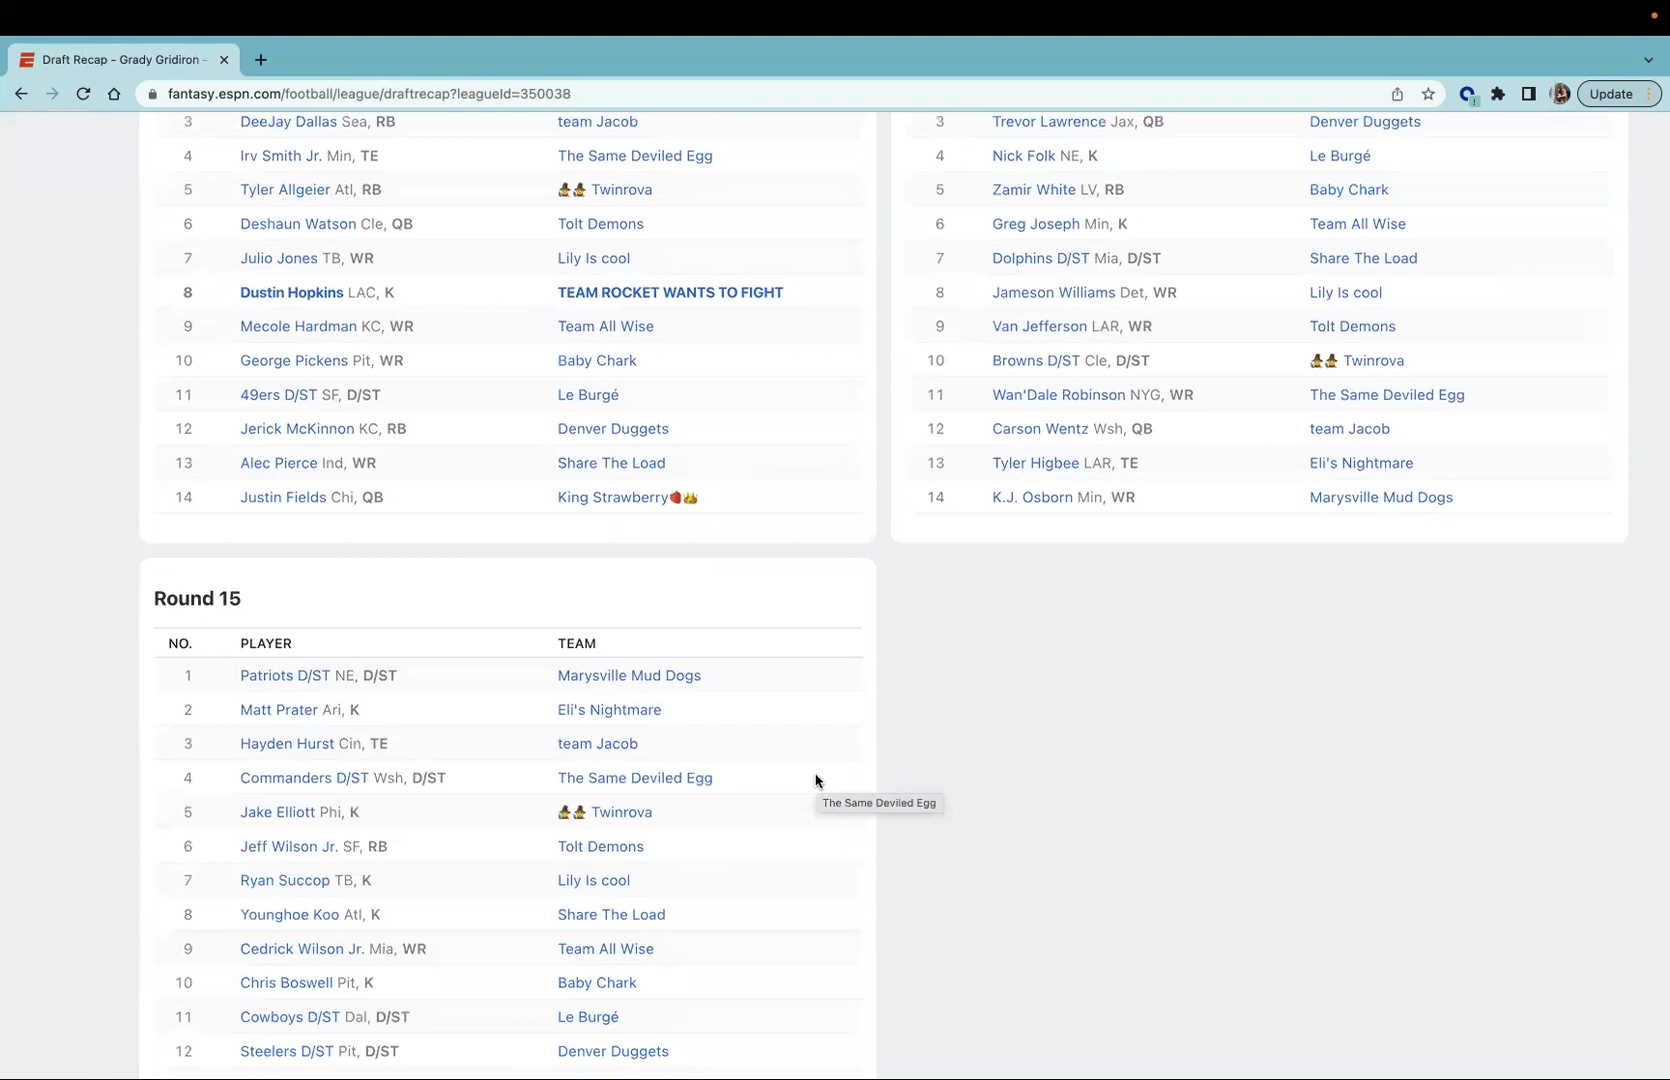 Draft Recap - Grady Gridiron -
fantasy.espn.com/football/league/draftrecap?leagueId=350038
Update
3 DeeJay Dallas Sea, RB team Jacob
4 Irv Smith Jr. Min, TE The Same Deviled Egg
5 Tyler Allgeier Atl, RB Twinrova
6 Deshaun Watson Cle, QB Tolt Demons
7 Julio Jones TB, WR Lily Is cool
8 Dustin Hopkins LAC, K TEAM ROCKET WANTS TO FIGHT
9 Mecole Hardman KC, WR Team All Wise
10 George Pickens Pit, WR Baby Chark
11 49ers D/ST SF, D/ST Le Burgé
12 Jerick McKinnon KC, RB Denver Duggets
13 Alec Pierce Ind, WR Share The Load
14 Justin Fields Chi, QB King Strawberry🍓👑
3 Trevor Lawrence Jax, QB Denver Duggets
4 Nick Folk NE, K Le Burgé
5 Zamir White LV, RB Baby Chark
6 Greg Joseph Min, K Team All Wise
7 Dolphins D/ST Mia, D/ST Share The Load
8 Jameson Williams Det, WR Lily Is cool
9 Van Jefferson LAR, WR Tolt Demons
10 Browns D/ST Cle, D/ST Twinrova
11 Wan'Dale Robinson NYG, WR The Same Deviled Egg
12 Carson Wentz Wsh, QB team Jacob
13 Tyler Higbee LAR, TE Eli's Nightmare
14 K.J. Osborn Min, WR Marysville Mud Dogs
Round 15
NO. PLAYER TEAM
1 Patriots D/ST NE, D/ST Marysville Mud Dogs
2 Matt Prater Ari, K Eli's Nightmare
3 Hayden Hurst Cin, TE team Jacob
4 Commanders D/ST Wsh, D/ST The Same Deviled Egg
The Same Deviled Egg
5 Jake Elliott Phi, K Twinrova
6 Jeff Wilson Jr. SF, RB Tolt Demons
7 Ryan Succop TB, K Lily Is cool
8 Younghoe Koo Atl, K Share The Load
9 Cedrick Wilson Jr. Mia, WR Team All Wise
10 Chris Boswell Pit, K Baby Chark
11 Cowboys D/ST Dal, D/ST Le Burgé
12 Steelers D/ST Pit, D/ST Denver Duggets